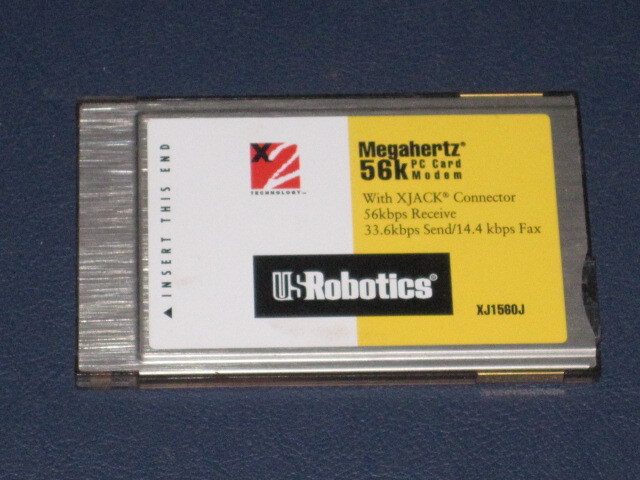 INSERT THIS END
X2
TECHNOLOGY™
Megahertz®
56k PC Card
Modem
With XJACK® Connector
56kbps Receive
33.6kbps Send/14.4 kbps Fax
USRobotics®
XJ1560J